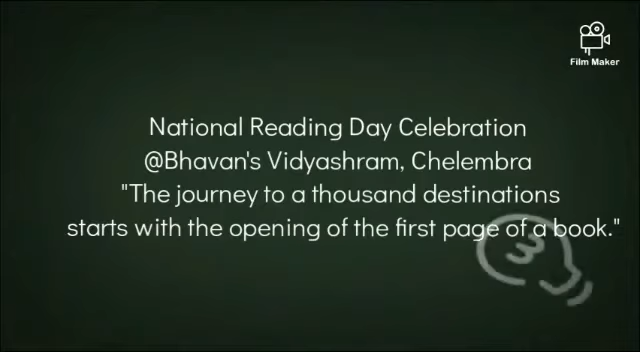 Film Maker
National Reading Day Celebration
@Bhavan's Vidyashram, Chelembra
"The journey to a thousand destinations
starts with the opening of the first page of a book."
3